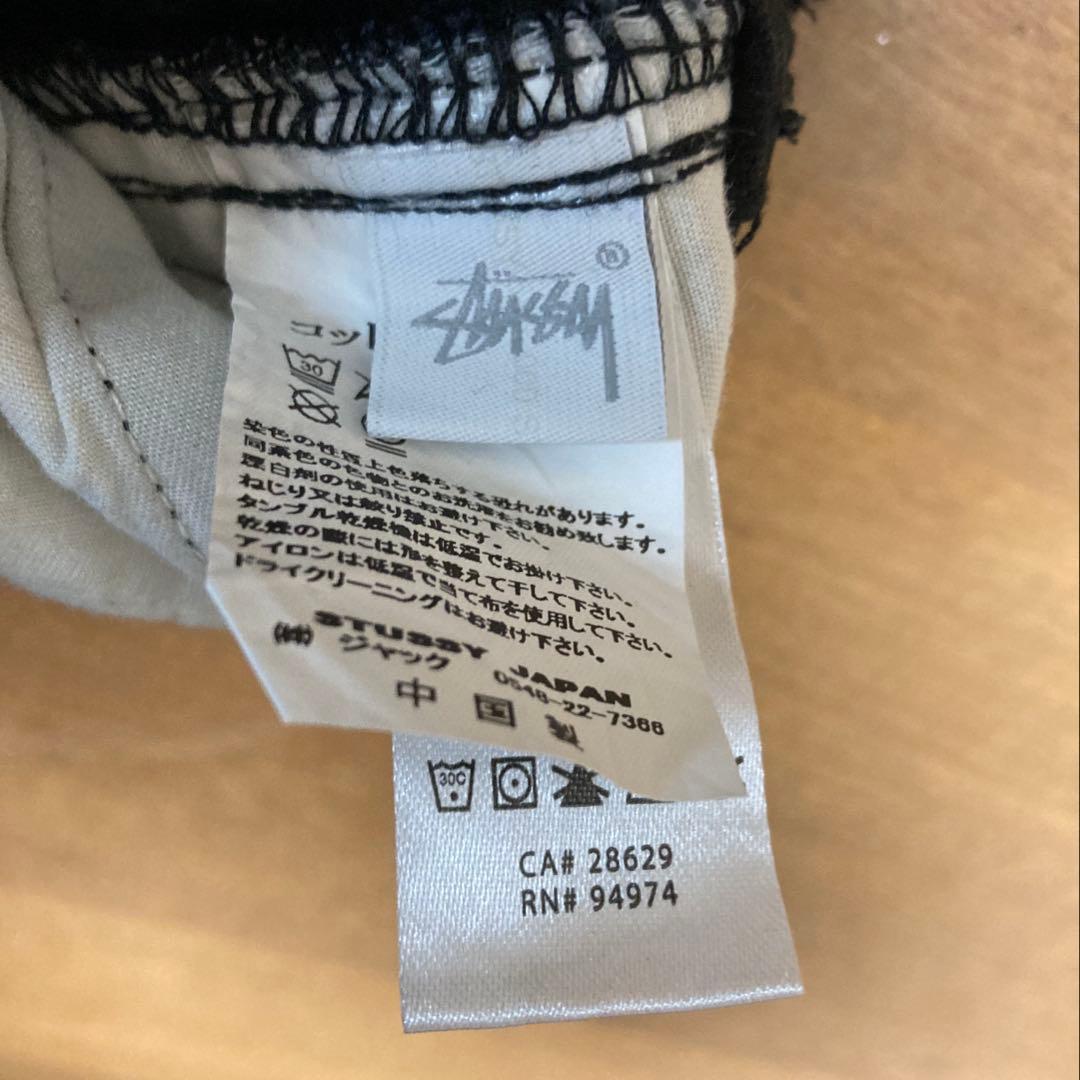 STÜSSY ®
コット
30
染色の性質上色落ちする恐れがあります。
同系色の色物とのお洗濯をお勧め致します。
漂白剤の使用はお避け下さい。
ねじり又は絞り禁止です。
タンブル乾燥機は低温でお掛け下さい。
乾燥の際には形を整えて干して下さい。
アイロンは低温で当て布を使用して下さい。
ドライクリーニングはお避け下さい。
STUSSY JAPAN
㈱ ジャック 0548-22-7388
中国産
30C
CA# 28629
RN# 94974